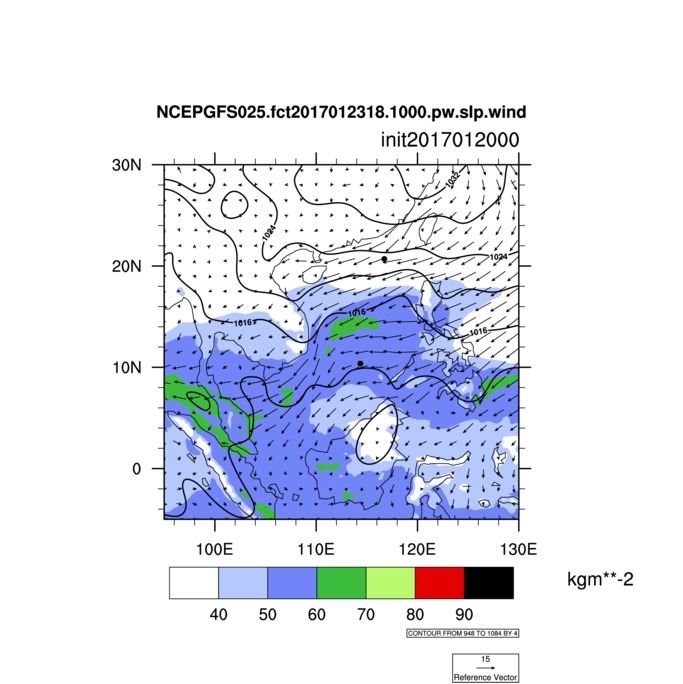 NCEPGFS025.fct2017012318.1000.pw.slp.wind
init2017012000
30N
1032
1024
1024
20N
1016
1016
1016
10N
0
100E 110E 120E 130E
40 50 60 70 80 90
kgm**-2
CONTOUR FROM 948 TO 1084 BY 4
15
Reference Vector